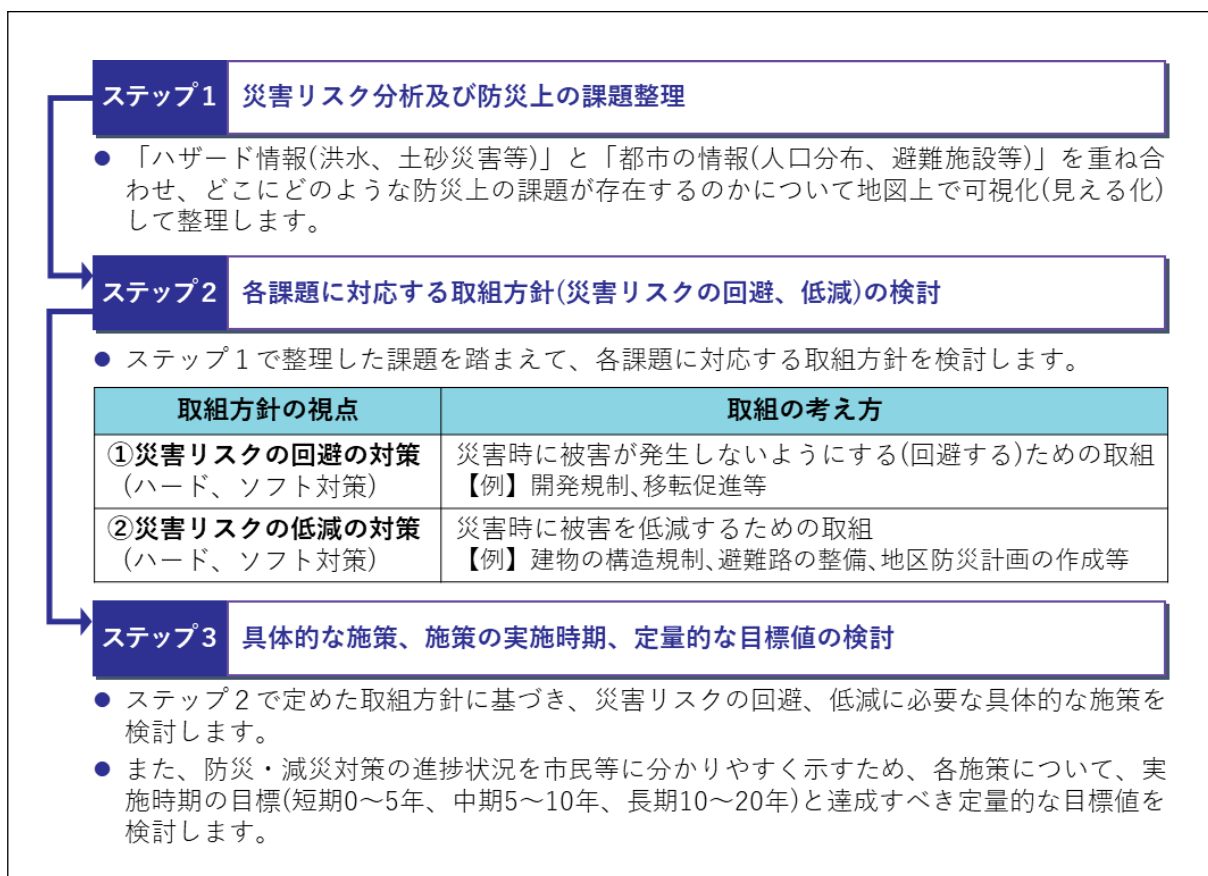 ステップ1 災害リスク分析及び防災上の課題整理
● 「ハザード情報(洪水、土砂災害等)」と「都市の情報(人口分布、避難施設等)」を重ね合
わせ、どこにどのような防災上の課題が存在するのかについて地図上で可視化(見える化)
して整理します。
ステップ2 各課題に対応する取組方針(災害リスクの回避、低減)の検討
● ステップ１で整理した課題を踏まえて、各課題に対応する取組方針を検討します。
取組方針の視点 取組の考え方
①災害リスクの回避の対策 災害時に被害が発生しないようにする(回避する)ための取組
(ハード、ソフト対策) 【例】開発規制、移転促進等
②災害リスクの低減の対策 災害時に被害を低減するための取組
(ハード、ソフト対策) 【例】建物の構造規制、避難路の整備、地区防災計画の作成等
ステップ3 具体的な施策、施策の実施時期、定量的な目標値の検討
● ステップ２で定めた取組方針に基づき、災害リスクの回避、低減に必要な具体的な施策を
検討します。
● また、防災・減災対策の進捗状況を市民等に分かりやすく示すため、各施策について、実
施時期の目標(短期0～5年、中期5～10年、長期10～20年)と達成すべき定量的な目標値を
検討します。